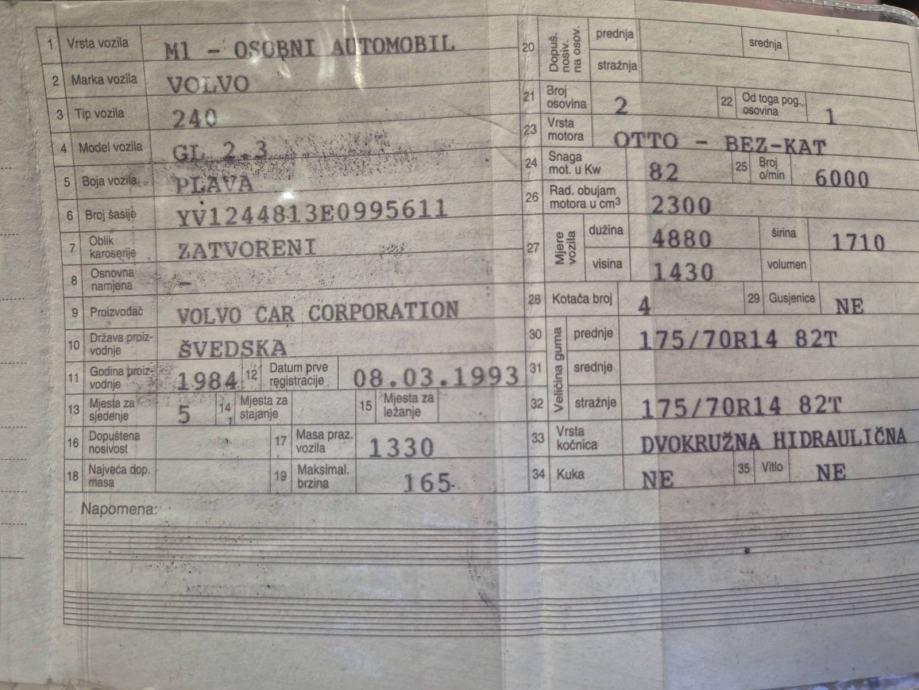 1 Vrsta vozila M1 - OSOBNI AUTOMOBIL
2 Marka vozila VOLVO
3 Tip vozila 240
4 Model vozila GL 2.3
5 Boja vozila PLAVA
6 Broj šasije YV1244813E0995611
7 Oblik karoserije ZATVORENI
8 Osnovna namjena –
9 Proizvođač VOLVO CAR CORPORATION
10 Država proiz-vodnje ŠVEDSKA
11 Godina proiz-vodnje 1984 12 Datum prve registracije 08.03.1993
13 Mjesta za sjedenje 5 14 Mjesta za stajanje 15 Mjesta za ležanje
16 Dopuštena nosivost 17 Masa praz. vozila 1330
18 Najveća dop. masa 19 Maksimal. brzina 165
Napomena:
20 Dopuš. nosiv. na osov. prednja srednja
stražnja
21 Broj osovina 2 22 Od toga pog. osovina 1
23 Vrsta motora OTTO - BEZ-KAT
24 Snaga mot. u Kw 82 25 Broj o/min 6000
26 Rad. obujam motora u cm³ 2300
27 Mjere vozila dužina 4880 širina 1710
visina 1430 volumen
28 Kotača broj 4 29 Gusjenice NE
30 Veličina guma prednje 175/70R14 82T
31 srednje
32 stražnje 175/70R14 82T
33 Vrsta kočnica DVOKRUŽNA HIDRAULIČNA
34 Kuka NE 35 Vitlo NE